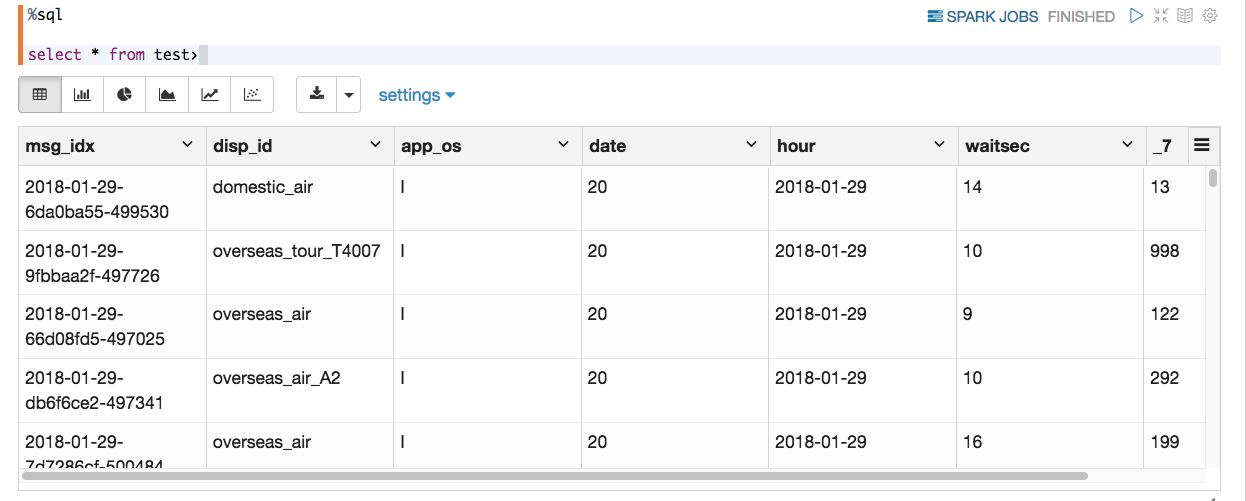 %sql SPARK JOBS FINISHED
select * from test>
settings
msg_idx disp_id app_os date hour waitsec _7
2018-01-29- domestic_air I 20 2018-01-29 14 13
6da0ba55-499530
2018-01-29- overseas_tour_T4007 I 20 2018-01-29 10 998
9fbbaa2f-497726
2018-01-29- overseas_air I 20 2018-01-29 9 122
66d08fd5-497025
2018-01-29- overseas_air_A2 I 20 2018-01-29 10 292
db6f6ce2-497341
2018-01-29- overseas_air I 20 2018-01-29 16 199
7d7286cf-500484